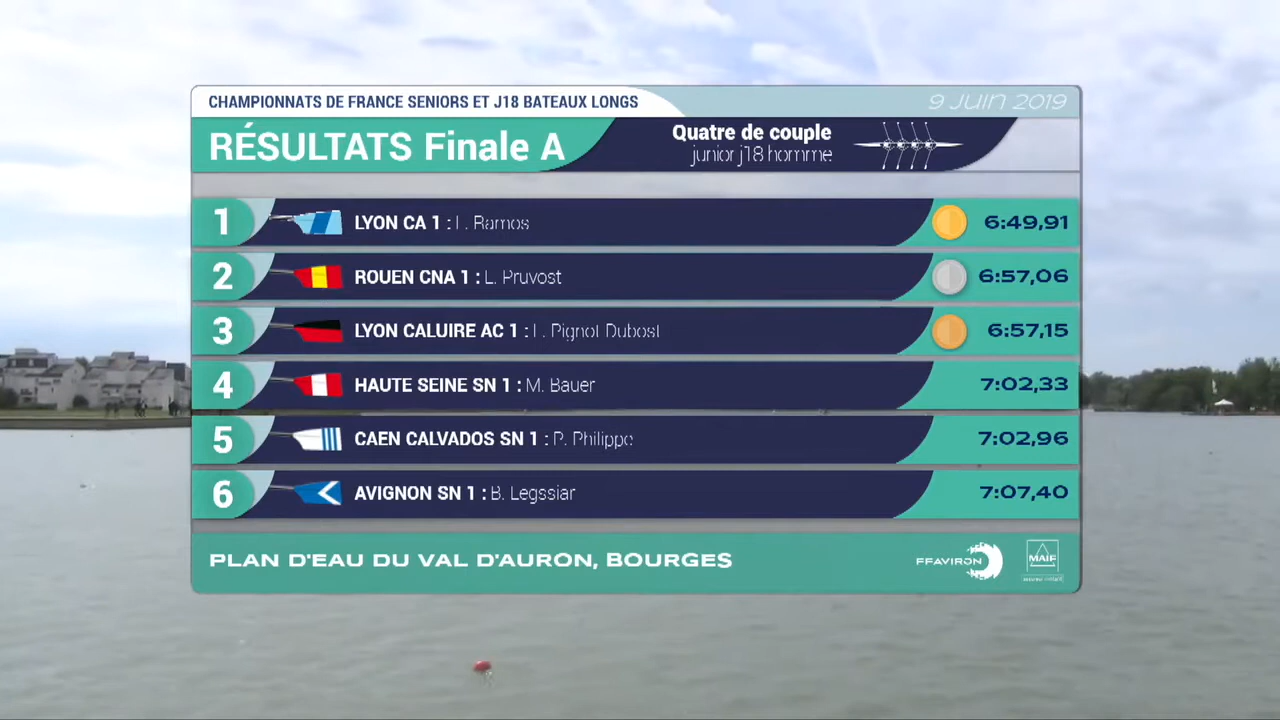 CHAMPIONNATS DE FRANCE SENIORS ET J18 BATEAUX LONGS
9 JUIN 2019
RÉSULTATS Finale A
Quatre de couple
junior j18 homme
1 LYON CA 1 : L. Ramos 6:49,91
2 ROUEN CNA 1 : L. Pruvost 6:57,06
3 LYON CALUIRE AC 1 : L. Pignot Dubost 6:57,15
4 HAUTE SEINE SN 1 : M. Bauer 7:02,33
5 CAEN CALVADOS SN 1 : P. Philippe 7:02,96
6 AVIGNON SN 1 : B. Legssiar 7:07,40
PLAN D'EAU DU VAL D'AURON, BOURGES
FFAVIRON
MAIF